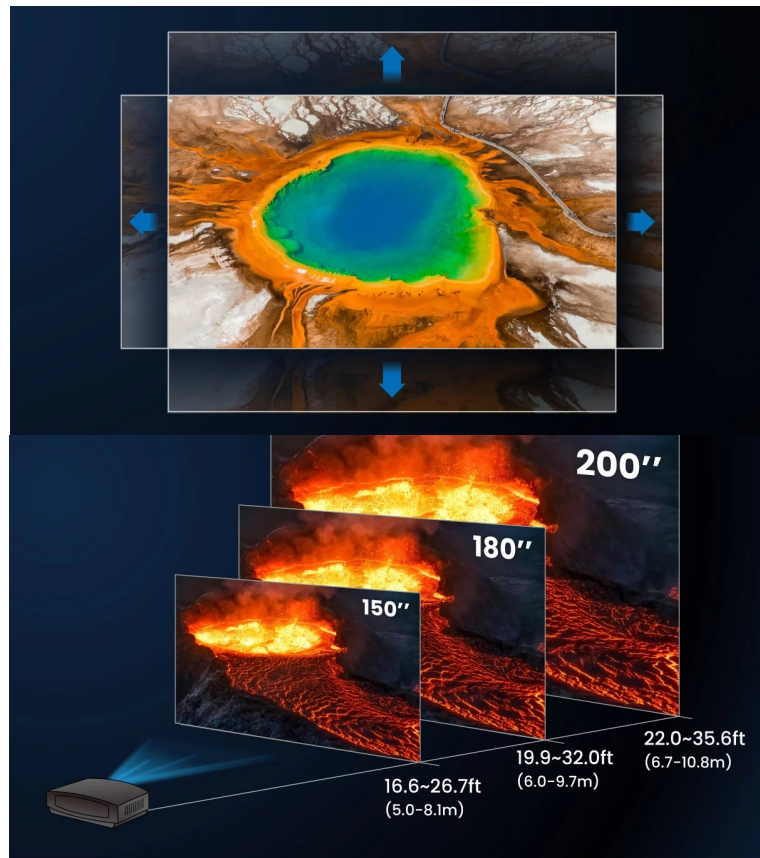 200′′
180′′
150′′
22.0~35.6ft
(6.7-10.8m)
19.9~32.0ft
(6.0-9.7m)
16.6~26.7ft
(5.0-8.1m)